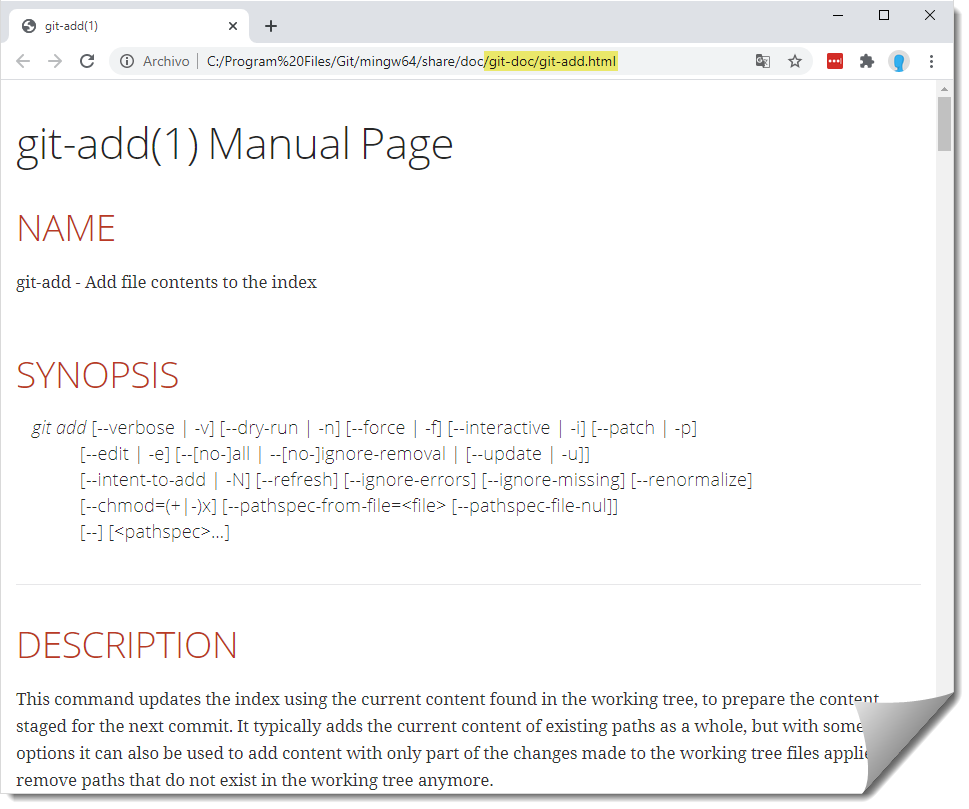 git-add(1)
Archivo | C:/Program%20Files/Git/mingw64/share/doc/git-doc/git-add.html
git-add(1) Manual Page
NAME
git-add - Add file contents to the index
SYNOPSIS
git add [--verbose | -v] [--dry-run | -n] [--force | -f] [--interactive | -i] [--patch | -p]
[--edit | -e] [--[no-]all | --[no-]ignore-removal | [--update | -u]]
[--intent-to-add | -N] [--refresh] [--ignore-errors] [--ignore-missing] [--renormalize]
[--chmod=(+|-)x] [--pathspec-from-file=<file> [--pathspec-file-nul]]
[--] [<pathspec>…]
DESCRIPTION
This command updates the index using the current content found in the working tree, to prepare the content
staged for the next commit. It typically adds the current content of existing paths as a whole, but with some
options it can also be used to add content with only part of the changes made to the working tree files
remove paths that do not exist in the working tree anymore.